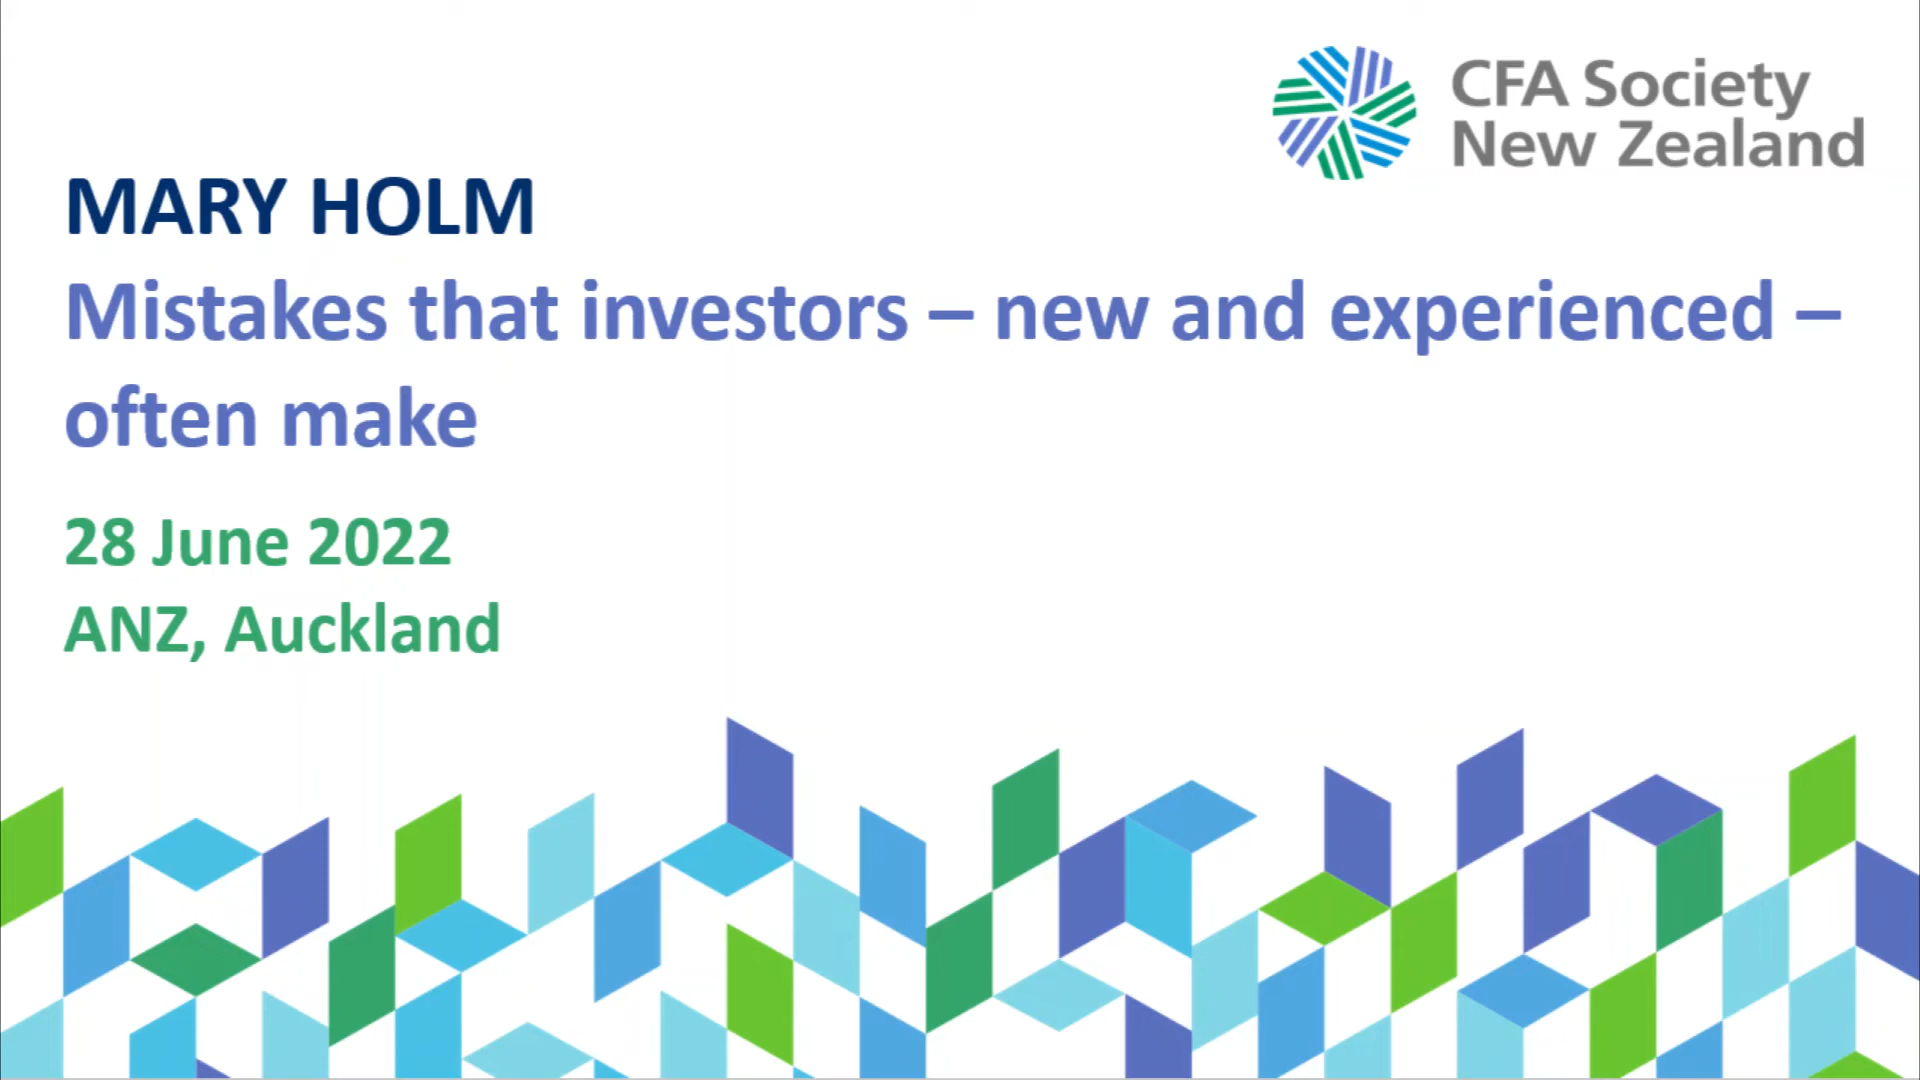 CFA Society
New Zealand
MARY HOLM
Mistakes that investors – new and experienced –
often make
28 June 2022
ANZ, Auckland